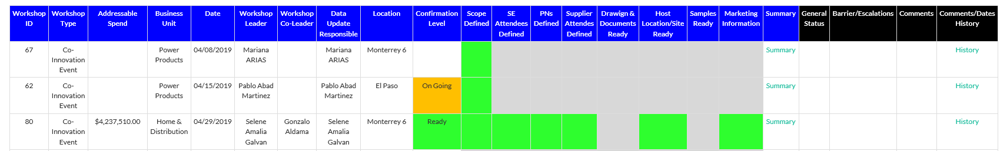 Workshop ID
Workshop Type
Addressable Spend
Business Unit
Date
Workshop Leader
Workshop Co-Leader
Data Update Responsible
Location
Confirmation Level
Scope Defined
SE Attendees Defined
PNs Defined
Supplier Attendes Defined
Drawign & Documents Ready
Host Location/Site Ready
Samples Ready
Marketing Information
Summary
General Status
Barrier/Escalations
Comments
Comments/Dates History
67
Co-Innovation Event
Power Products
04/08/2019
Mariana ARIAS
Mariana ARIAS
Monterrey 6
Summary
History
62
Co-Innovation Event
Power Products
04/15/2019
Pablo Abad Martinez
Pablo Abad Martinez
El Paso
On Going
Summary
History
80
Co-Innovation Event
$4,237,510.00
Home & Distribution
04/29/2019
Selene Amalia Galvan
Gonzalo Aldama
Selene Amalia Galvan
Monterrey 6
Ready
Summary
History